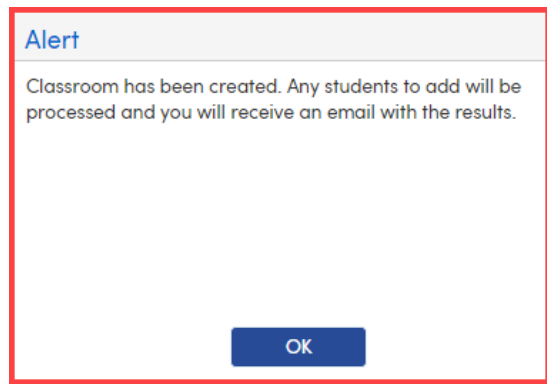 Alert
Classroom has been created. Any students to add will be
processed and you will receive an email with the results.
OK